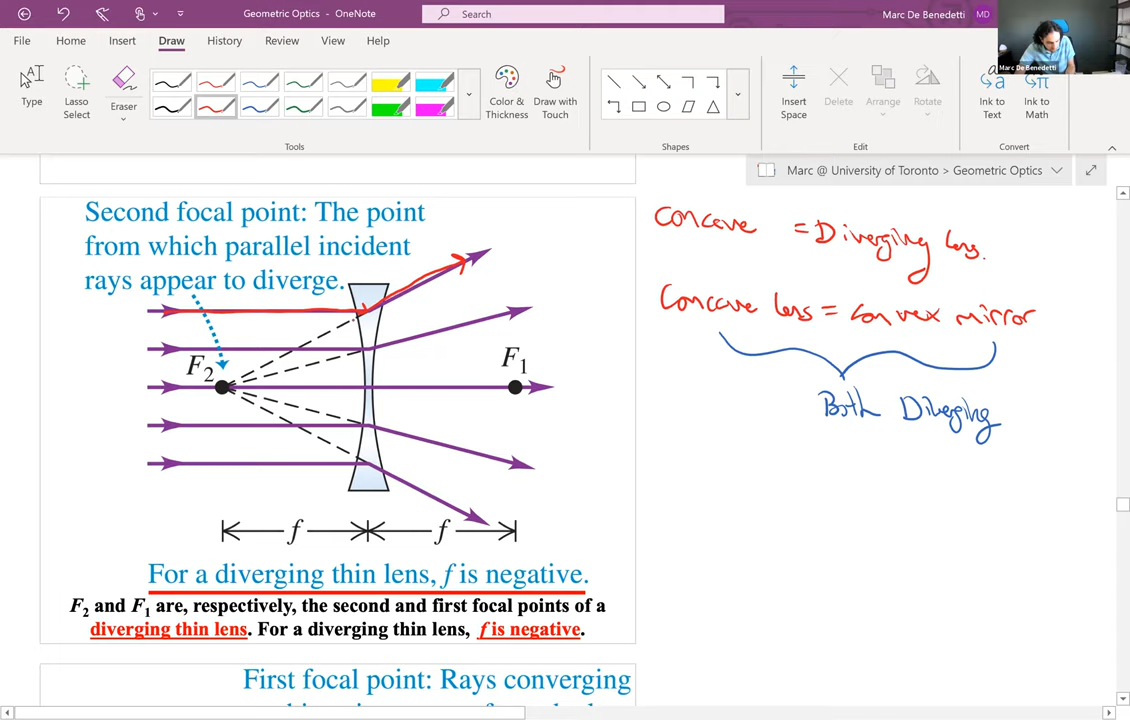 Geometric Optics - OneNote
Search
Marc De Benedetti
MD
File Home Insert Draw History Review View Help
Marc De Benedetti
Type
Lasso Select
Eraser
Color & Thickness
Draw with Touch
Insert Space
Delete
Arrange
Rotate
Ink to Text
Ink to Math
Tools
Shapes
Edit
Convert
Marc @ University of Toronto > Geometric Optics
Second focal point: The point
from which parallel incident
rays appear to diverge.
F2
F1
f
f
For a diverging thin lens, f is negative.
F2 and F1 are, respectively, the second and first focal points of a
diverging thin lens. For a diverging thin lens, f is negative.
First focal point: Rays converging
Concave = Diverging lens.
Concave lens = Convex mirror
Both Diverging